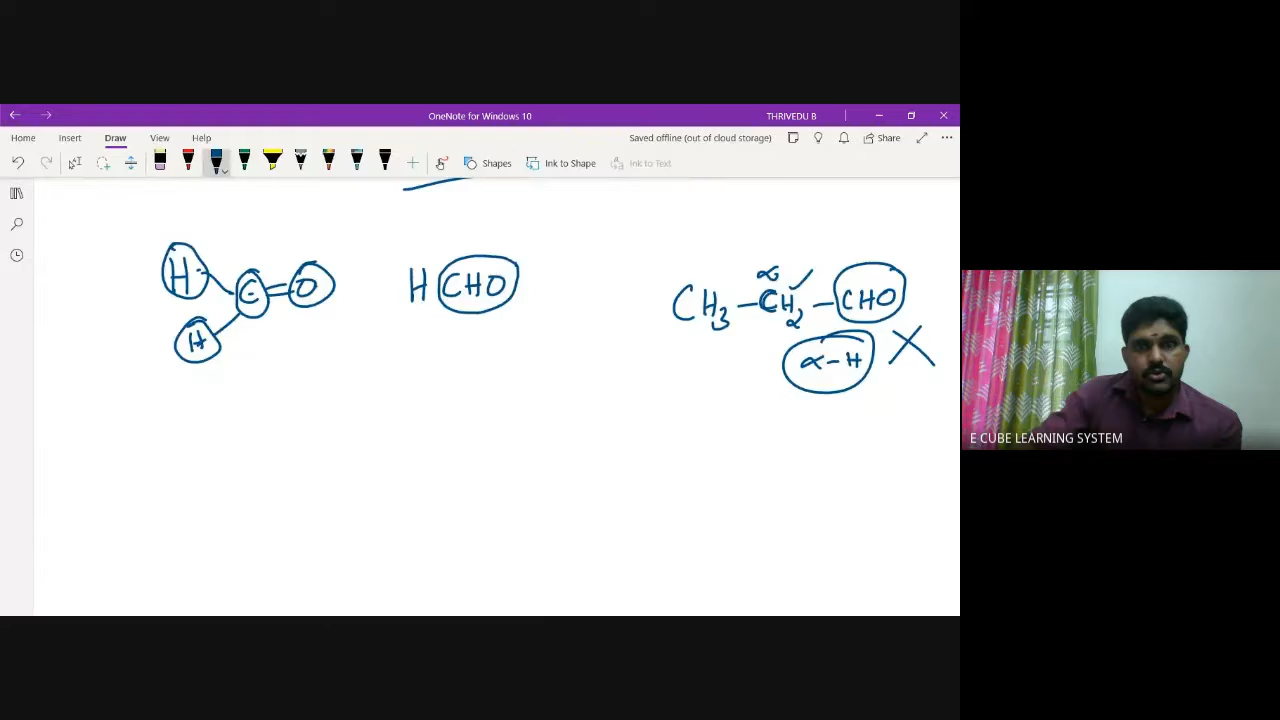 OneNote for Windows 10
THRIVEDU B
Home Insert Draw View Help
Saved offline (out of cloud storage)
Share
Shapes
Ink to Shape
Ink to Text
H
C=O
H
H CHO
α
CH3-CH2-CHO
α-H
E CUBE LEARNING SYSTEM